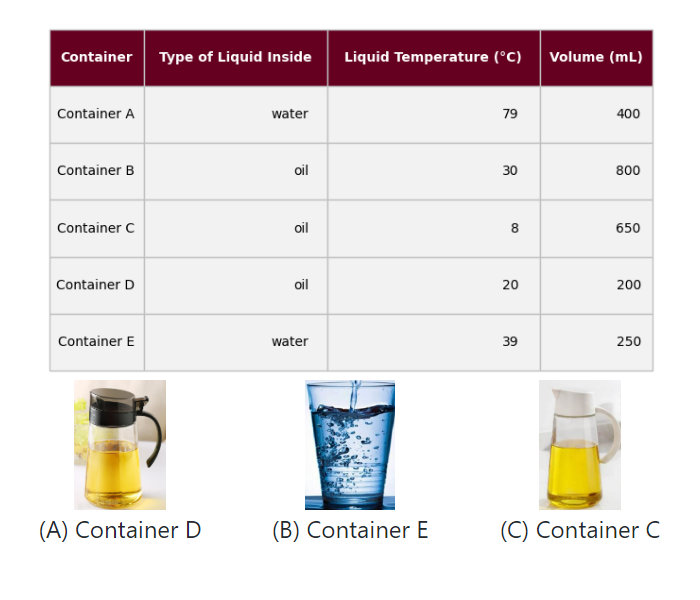 Container Type of Liquid Inside Liquid Temperature (°C) Volume (mL)
Container A water 79 400
Container B oil 30 800
Container C oil 8 650
Container D oil 20 200
Container E water 39 250
(A) Container D (B) Container E (C) Container C